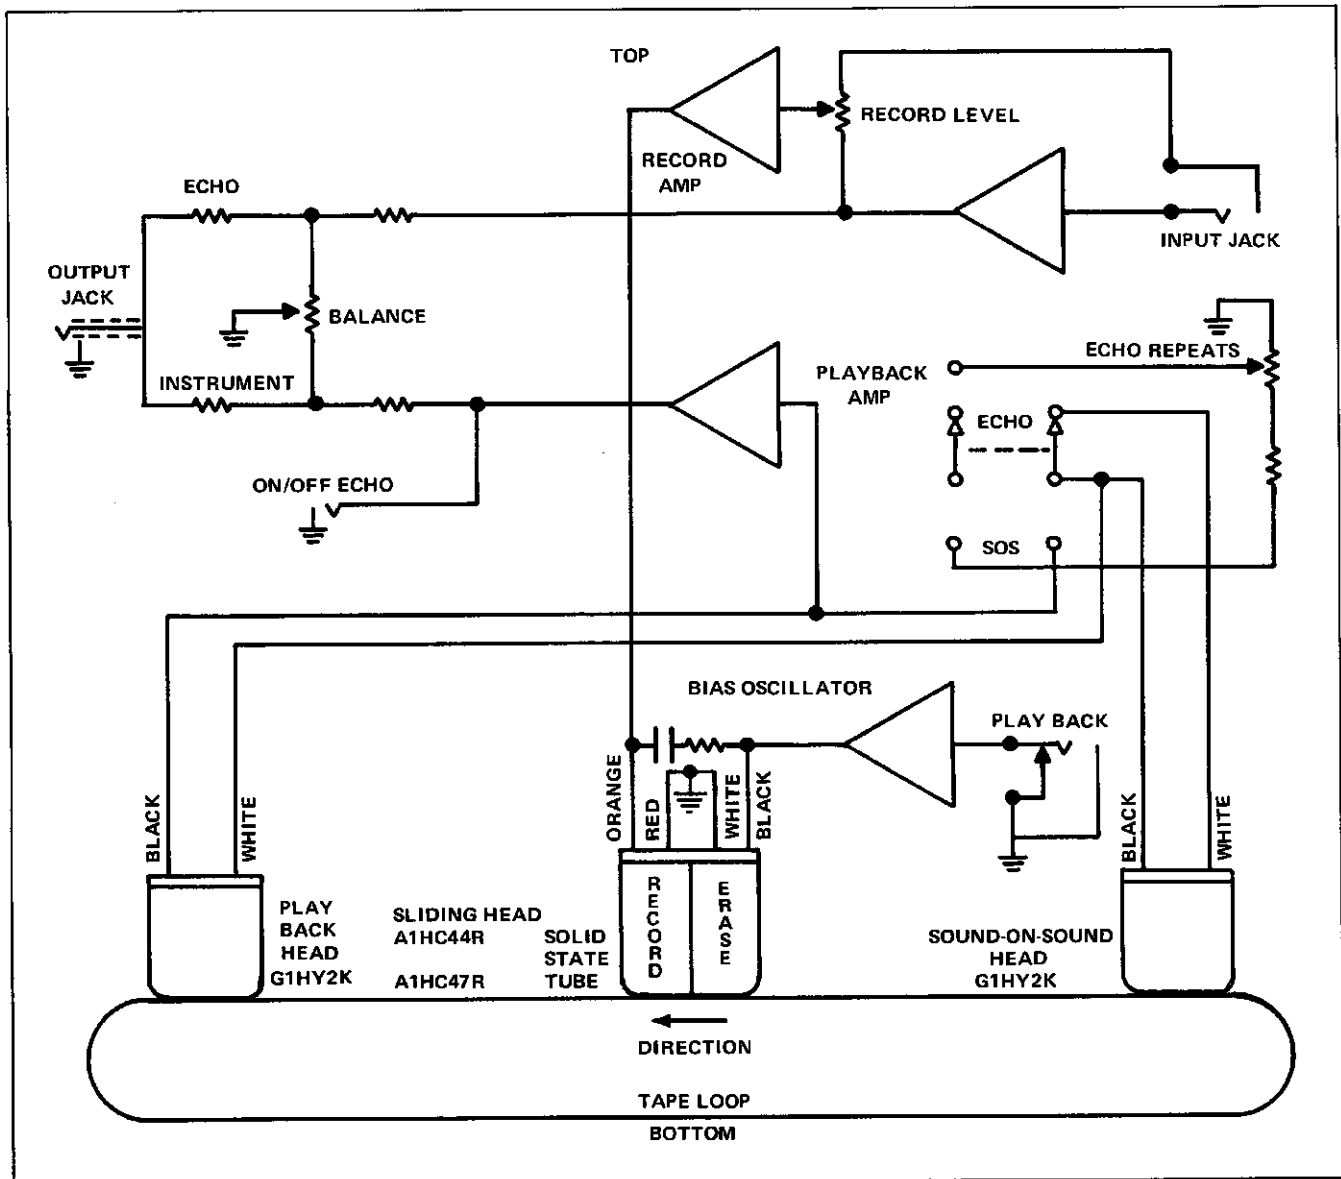 TOP
RECORD LEVEL
RECORD
AMP
ECHO
INPUT JACK
OUTPUT
JACK
BALANCE
ECHO REPEATS
PLAYBACK
AMP
INSTRUMENT
ECHO
ON/OFF ECHO
SOS
BIAS OSCILLATOR
PLAY BACK
BLACK
WHITE
ORANGE
RED
WHITE
BLACK
BLACK
WHITE
PLAY
BACK
HEAD
G1HY2K
SLIDING HEAD
A1HC44R
A1HC47R
SOLID
STATE
TUBE
RECORD
ERASE
SOUND-ON-SOUND
HEAD
G1HY2K
DIRECTION
TAPE LOOP
BOTTOM